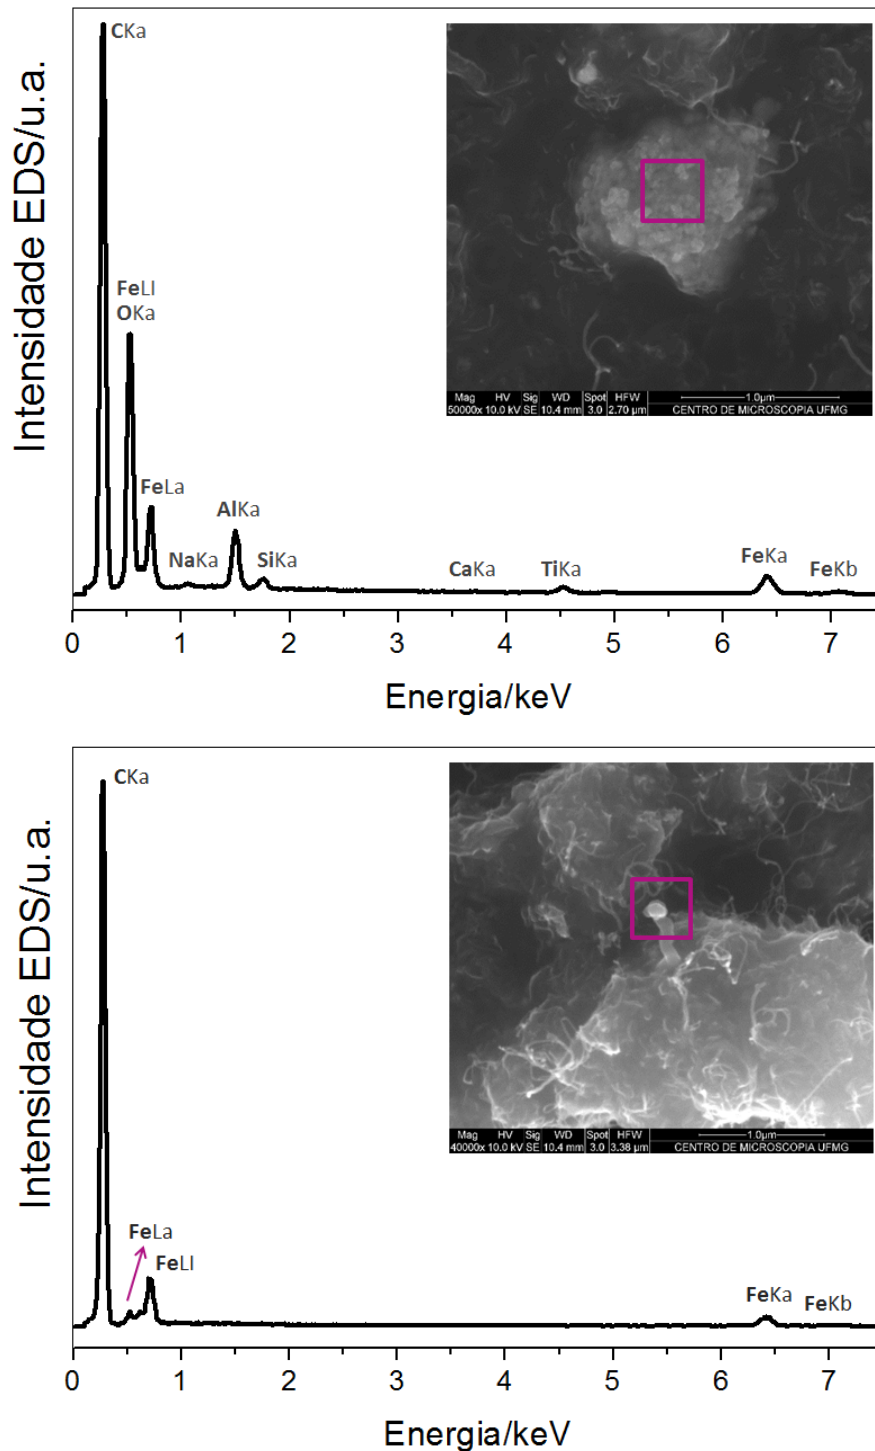 Intensidade EDS/u.a.
CKa
FeLl
OKa
FeLa
NaKa
AlKa
SiKa
CaKa
TiKa
FeKa
FeKb
Mag HV Sig WD Spot HFW 1.0µm
50000x 10.0 kV SE 10.4 mm 3.0 2.70 µm CENTRO DE MICROSCOPIA UFMG
0 1 2 3 4 5 6 7
Energia/keV
Intensidade EDS/u.a.
CKa
FeLa
FeLl
FeKa
FeKb
Mag HV Sig WD Spot HFW 1.0µm
40000x 10.0 kV SE 10.4 mm 3.0 3.38 µm CENTRO DE MICROSCOPIA UFMG
0 1 2 3 4 5 6 7
Energia/keV